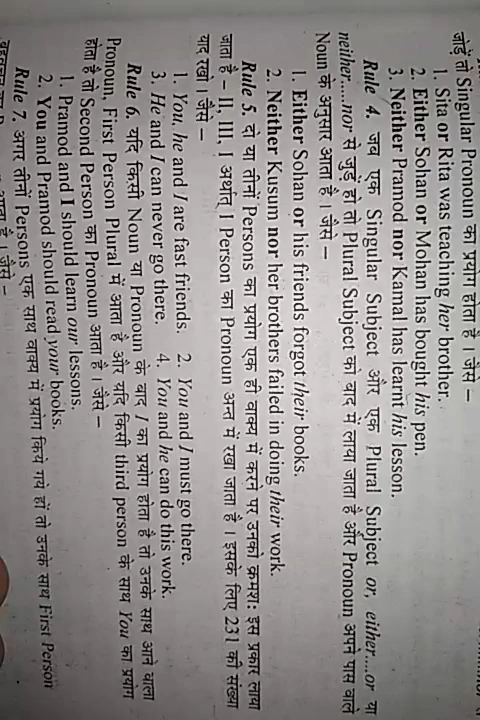 जोड़ें तो Singular Pronoun का प्रयोग होता है । जैसे –
1. Sita or Rita was teaching her brother.
2. Either Sohan or Mohan has bought his pen.
3. Neither Pramod nor Kamal has learnt his lesson.
Rule 4. जब एक Singular Subject और एक Plural Subject or, either....or या
neither....nor से जुड़ें हो तो Plural Subject को बाद में लाया जाता है और Pronoun अपने पास वाले
Noun के अनुसार आता है । जैसे –
1. Either Sohan or his friends forgot their books.
2. Neither Kusum nor her brothers failed in doing their work.
Rule 5. दो या तीनों Persons का प्रयोग एक ही वाक्य में करने पर उनको क्रमशः इस प्रकार लाया
जाता है – II, III, I अर्थात् I Person का Pronoun अन्त में रखा जाता है । इसके लिए 231 की संख्या
याद रखें । जैसे –
1. You, he and I are fast friends. 2. You and I must go there.
3. He and I can never go there. 4. You and he can do this work.
Rule 6. यदि किसी Noun या Pronoun के बाद I का प्रयोग होता है तो उनके साथ आने वाला
Pronoun, First Person Plural में आता है और यदि किसी third person के साथ You का प्रयोग
होता है तो Second Person का Pronoun आता है । जैसे –
1. Pramod and I should learn our lessons.
2. You and Pramod should read your books.
Rule 7. अगर तीनों Persons एक साथ वाक्य में प्रयोग किये गये हों तो उनके साथ First Person
आता है । जैसे –